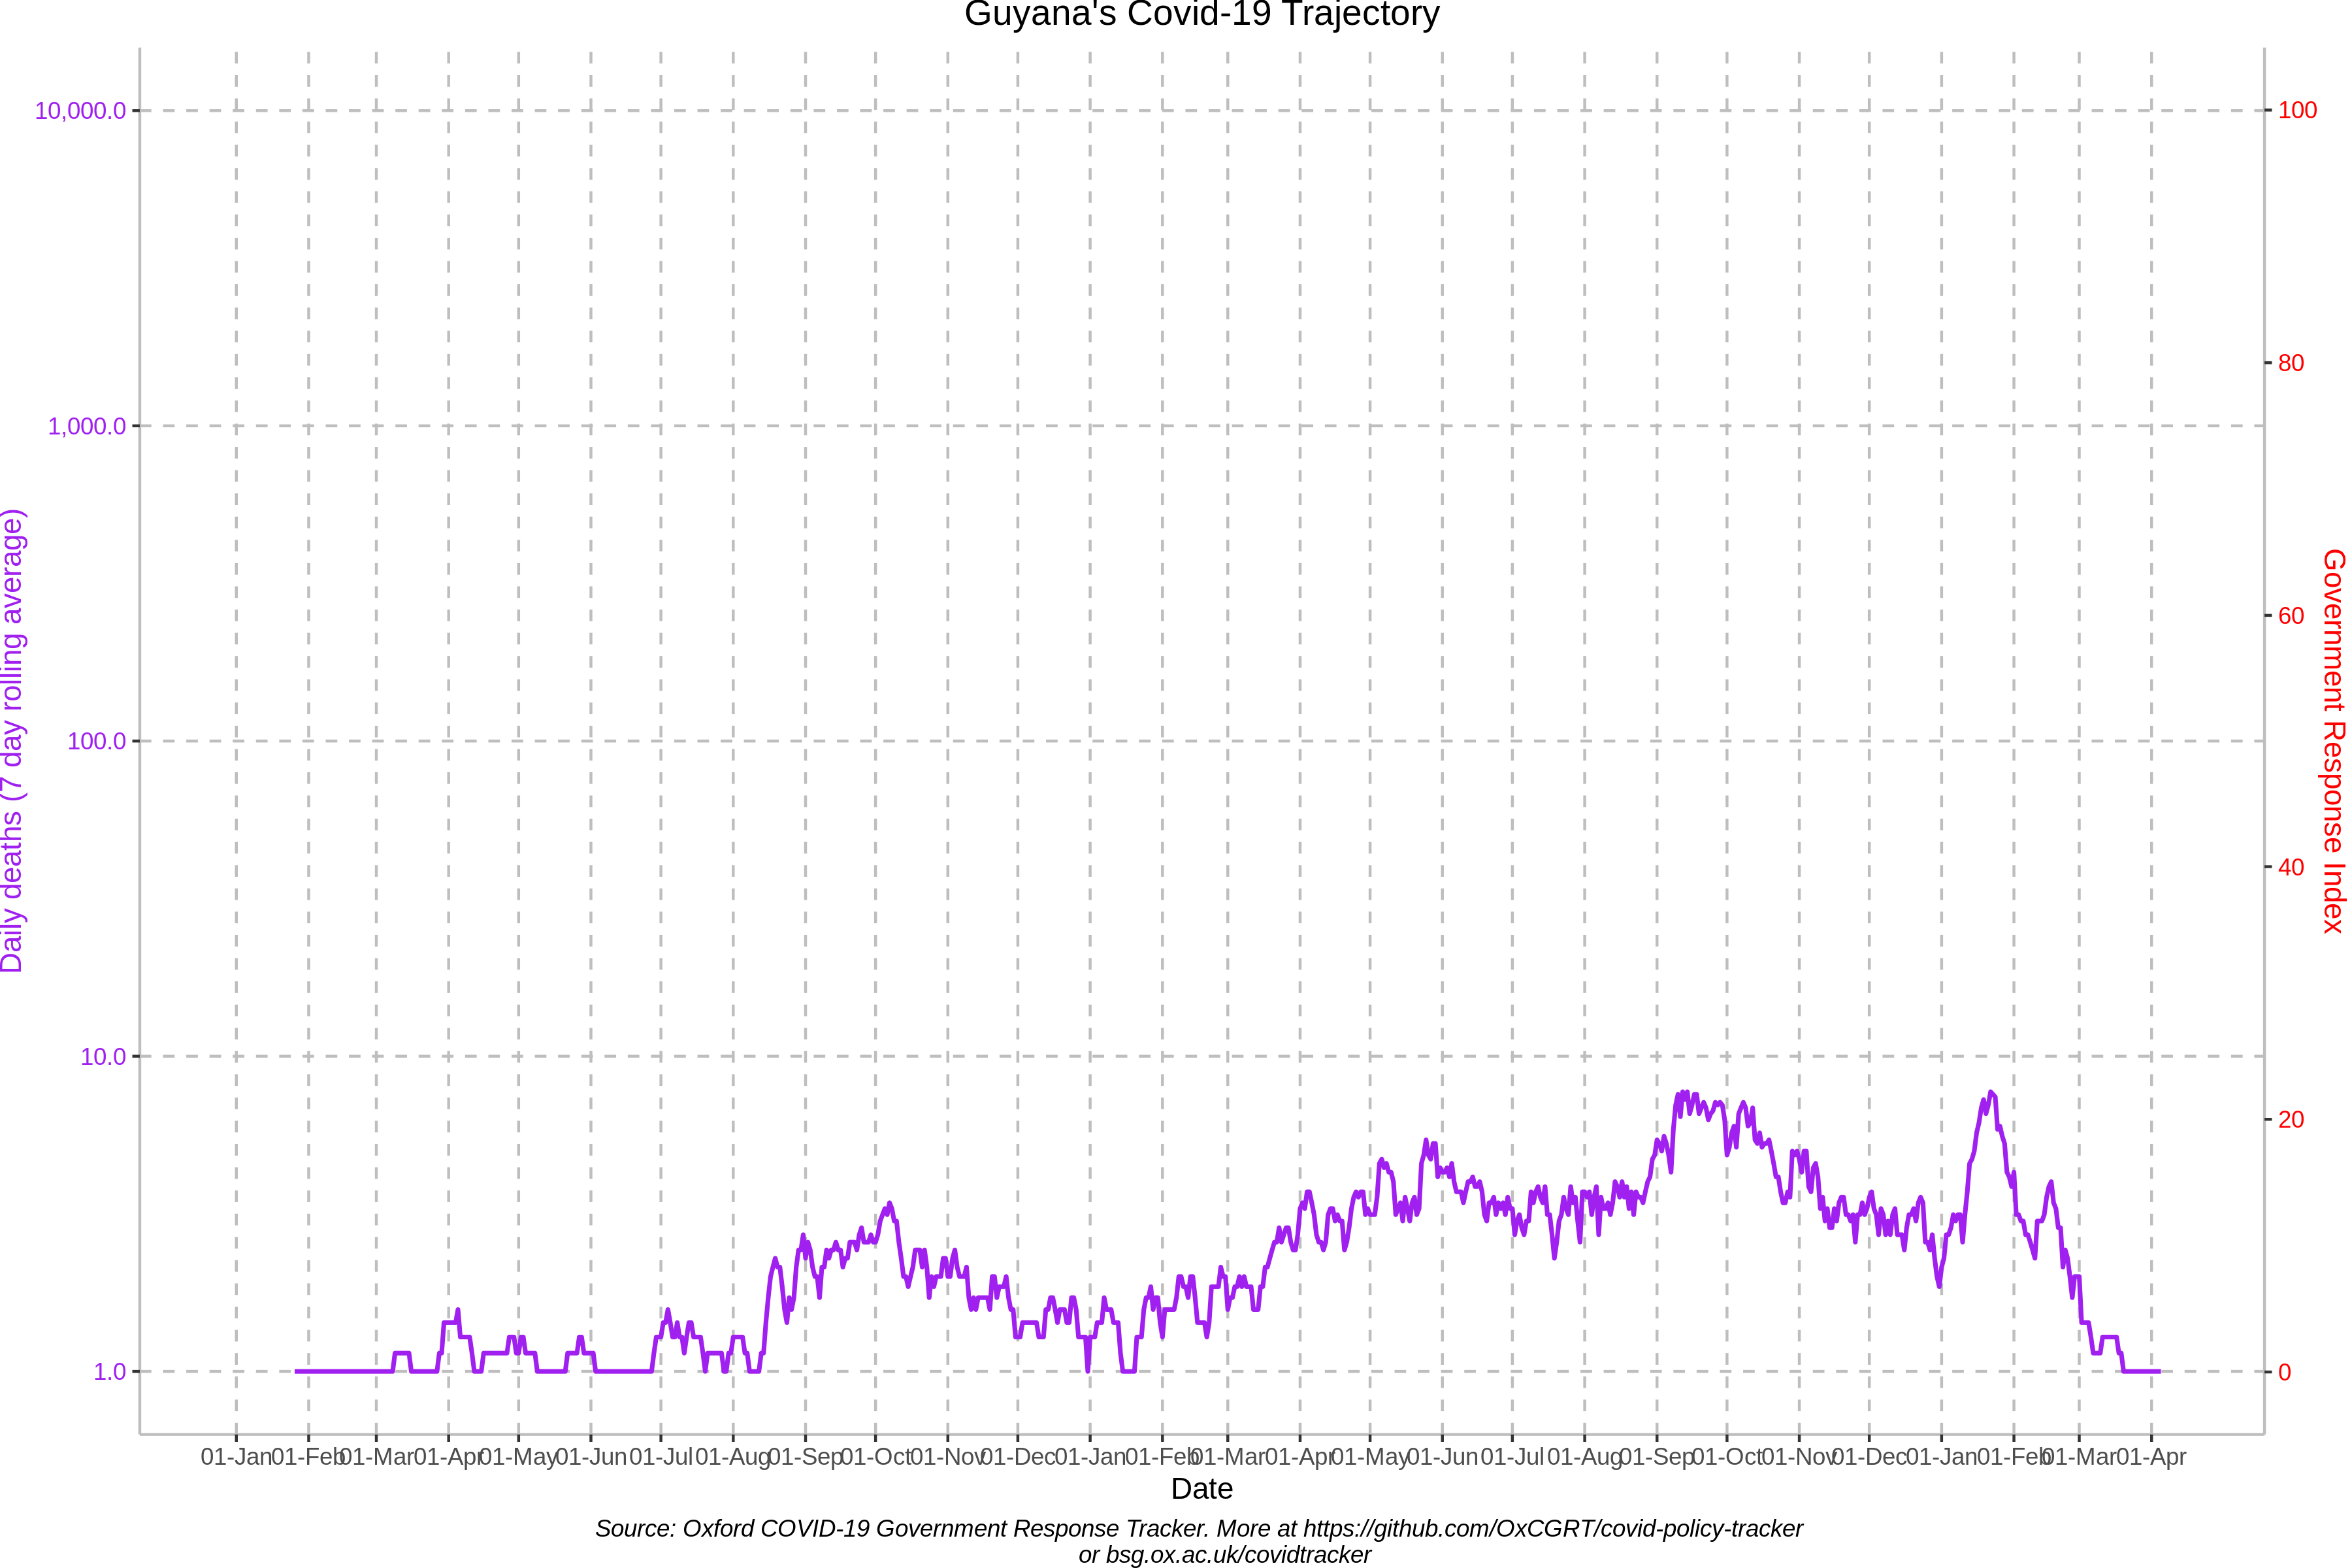 Guyana's Covid-19 Trajectory
10,000.0
1,000.0
100.0
10.0
1.0
Daily deaths (7 day rolling average)
100
80
60
40
20
0
Government Response Index
01-Jan 01-Feb 01-Mar 01-Apr 01-May 01-Jun 01-Jul 01-Aug 01-Sep 01-Oct 01-Nov 01-Dec 01-Jan 01-Feb 01-Mar 01-Apr 01-May 01-Jun 01-Jul 01-Aug 01-Sep 01-Oct 01-Nov 01-Dec 01-Jan 01-Feb 01-Mar 01-Apr
Date
Source: Oxford COVID-19 Government Response Tracker. More at https://github.com/OxCGRT/covid-policy-tracker
or bsg.ox.ac.uk/covidtracker